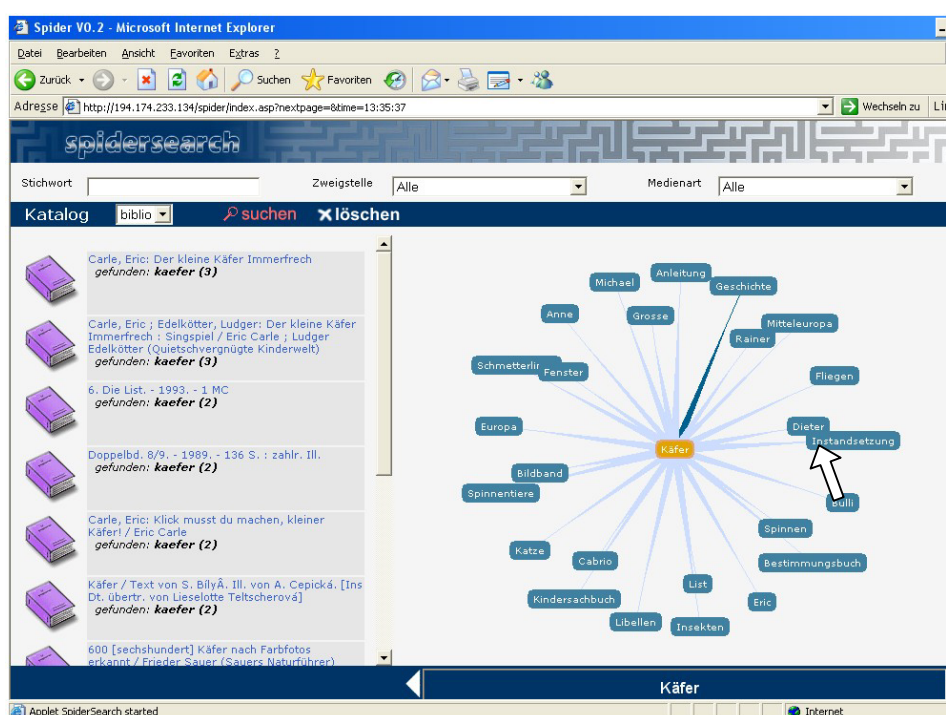 Spider V0.2 - Microsoft Internet Explorer
Datei Bearbeiten Ansicht Favoriten Extras ?
Zurück Suchen Favoriten
Adresse http://194.174.233.134/spider/index.asp?nextpage=&time=13:35:37 Wechseln zu
spidersearch
Stichwort Zweigstelle Alle Medienart Alle
Katalog biblio suchen löschen
Carle, Eric: Der kleine Käfer Immerfrech
gefunden: kaefer (3)
Carle, Eric ; Edelkötter, Ludger: Der kleine Käfer
Immerfrech : Singspiel / Eric Carle ; Ludger
Edelkötter (Quietschvergnügte Kinderwelt)
gefunden: kaefer (3)
6. Die List. - 1993. - 1 MC
gefunden: kaefer (2)
Doppelbd. 8/9. - 1989. - 136 S. : zahlr. Ill.
gefunden: kaefer (2)
Carle, Eric: Klick musst du machen, kleiner
Käfer! / Eric Carle
gefunden: kaefer (2)
Käfer / Text von S. BílyÂ. Ill. von A. Cepická. [Ins
Dt. übertr. von Lieselotte Teltscherová]
gefunden: kaefer (2)
600 [sechshundert] Käfer nach Farbfotos
erkannt / Frieder Sauer (Sauers Naturführer)
Anleitung
Michael
Geschichte
Anne
Grosse
Mitteleuropa
Rainer
Schmetterli
Fenster
Fliegen
Europa
Dieter
Instandsetzung
Käfer
Bildband
Spinnentiere
Bulli
Spinnen
Katze
Cabrio
Bestimmungsbuch
List
Kindersachbuch
Eric
Libellen
Insekten
Käfer
Applet SpiderSearch started Internet